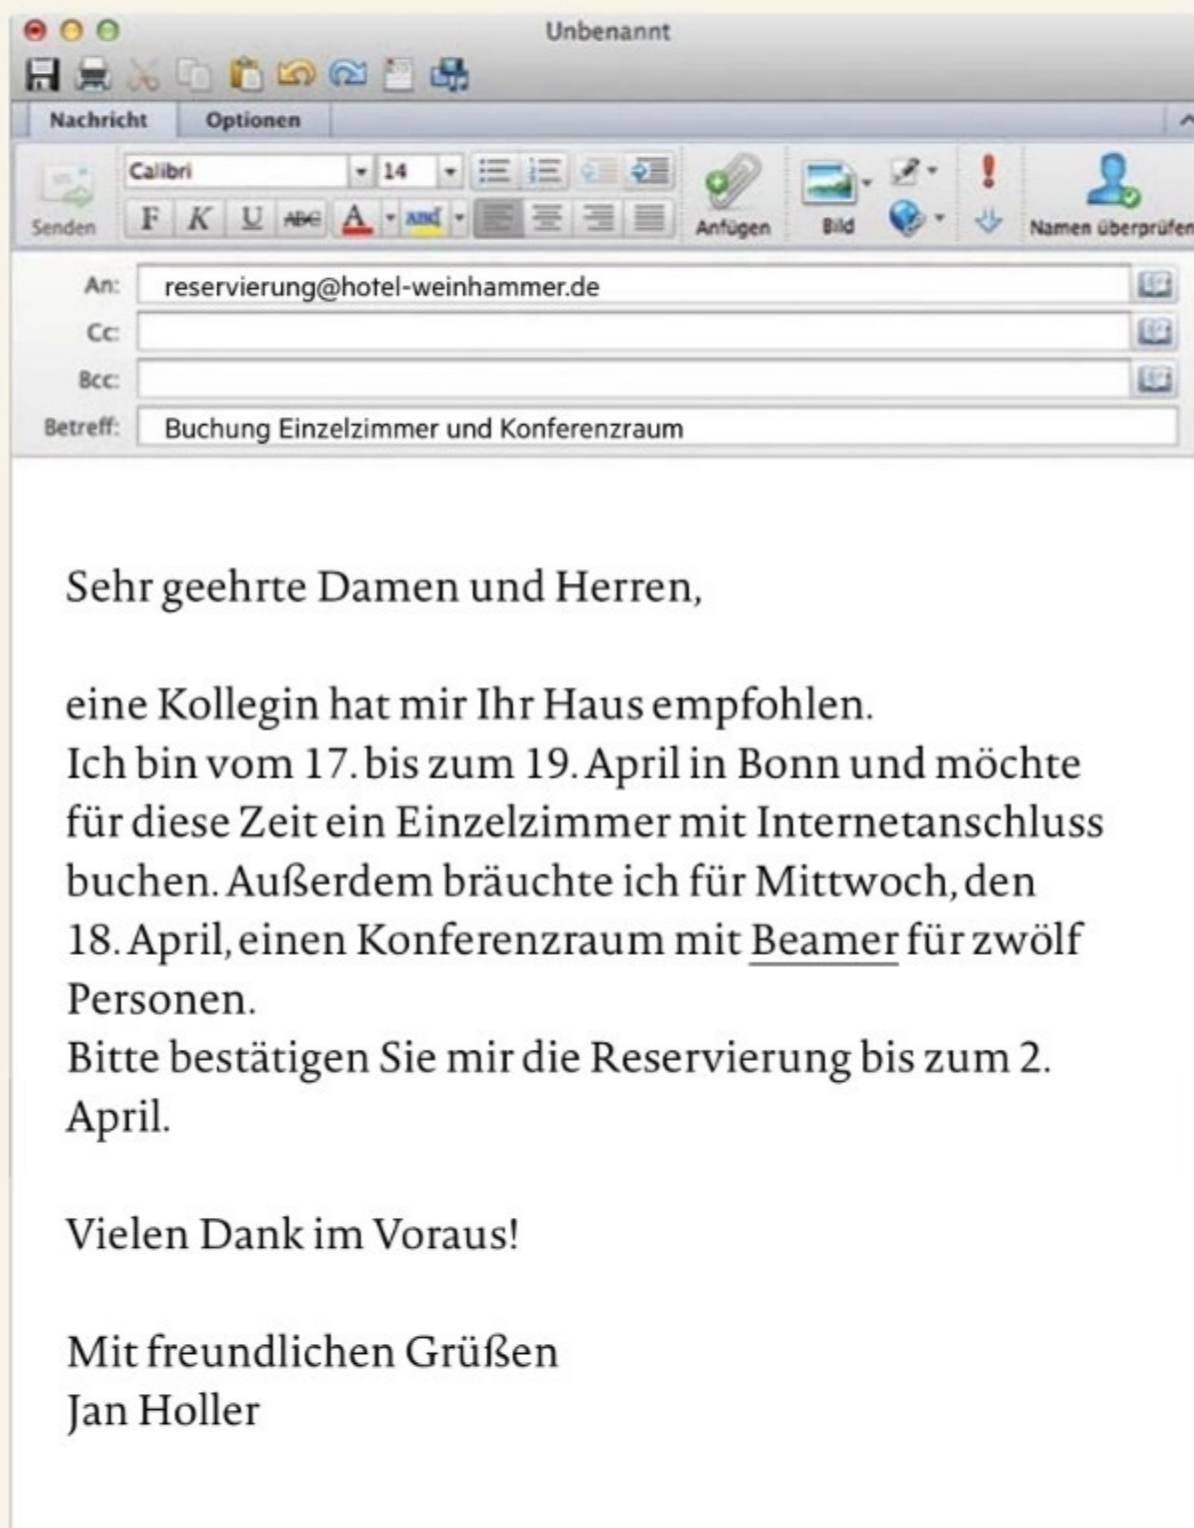 Unbenannt
Nachricht Optionen
Calibri 14
Senden F K U ABC A Anfügen Bild Namen überprüfen
An: reservierung@hotel-weinhammer.de
Cc:
Bcc:
Betreff: Buchung Einzelzimmer und Konferenzraum
Sehr geehrte Damen und Herren,
eine Kollegin hat mir Ihr Haus empfohlen.
Ich bin vom 17. bis zum 19. April in Bonn und möchte
für diese Zeit ein Einzelzimmer mit Internetanschluss
buchen. Außerdem bräuchte ich für Mittwoch, den
18. April, einen Konferenzraum mit Beamer für zwölf
Personen.
Bitte bestätigen Sie mir die Reservierung bis zum 2.
April.
Vielen Dank im Voraus!
Mit freundlichen Grüßen
Jan Holler